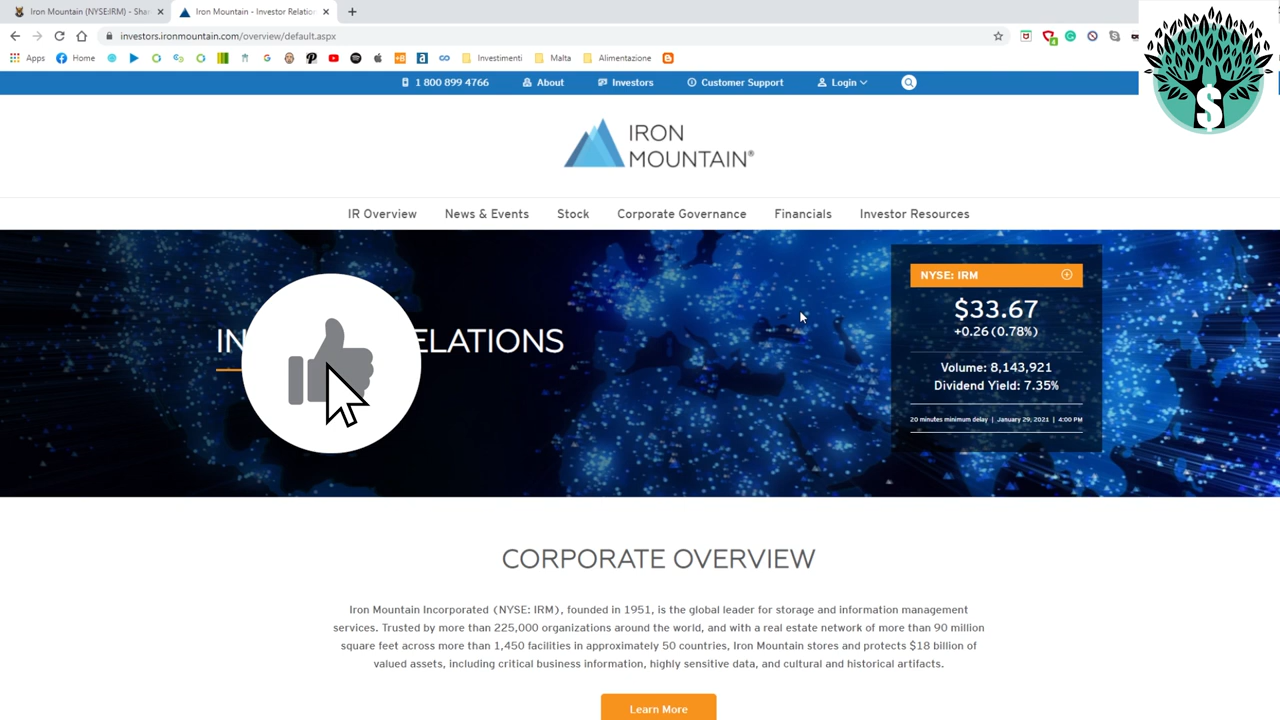 Iron Mountain (NYSE:IRM) - Sha
Iron Mountain - Investor Relation
investors.ironmountain.com/overview/default.aspx
Apps
Home
Investimenti
Malta
Alimentazione
1 800 899 4766
About
Investors
Customer Support
Login
IRON
MOUNTAIN®
IR Overview
News & Events
Stock
Corporate Governance
Financials
Investor Resources
IN
ELATIONS
NYSE: IRM
$33.67
+0.26 (0.78%)
Volume: 8,143,921
Dividend Yield: 7.35%
20 minutes minimum delay | January 29, 2021 | 4:00 PM
CORPORATE OVERVIEW
Iron Mountain Incorporated (NYSE: IRM), founded in 1951, is the global leader for storage and information management
services. Trusted by more than 225,000 organizations around the world, and with a real estate network of more than 90 million
square feet across more than 1,450 facilities in approximately 50 countries, Iron Mountain stores and protects $18 billion of
valued assets, including critical business information, highly sensitive data, and cultural and historical artifacts.
Learn More
$